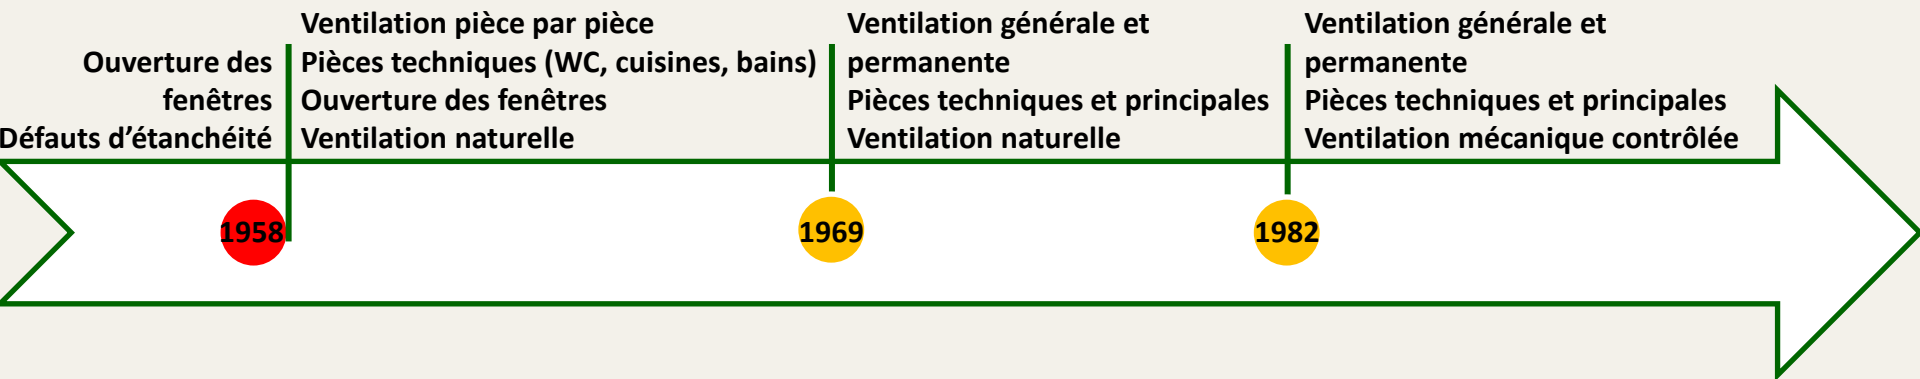 Ouverture des
fenêtres
Défauts d'étanchéité
Ventilation pièce par pièce
Pièces techniques (WC, cuisines, bains)
Ouverture des fenêtres
Ventilation naturelle
Ventilation générale et
permanente
Pièces techniques et principales
Ventilation naturelle
Ventilation générale et
permanente
Pièces techniques et principales
Ventilation mécanique contrôlée
1958
1969
1982